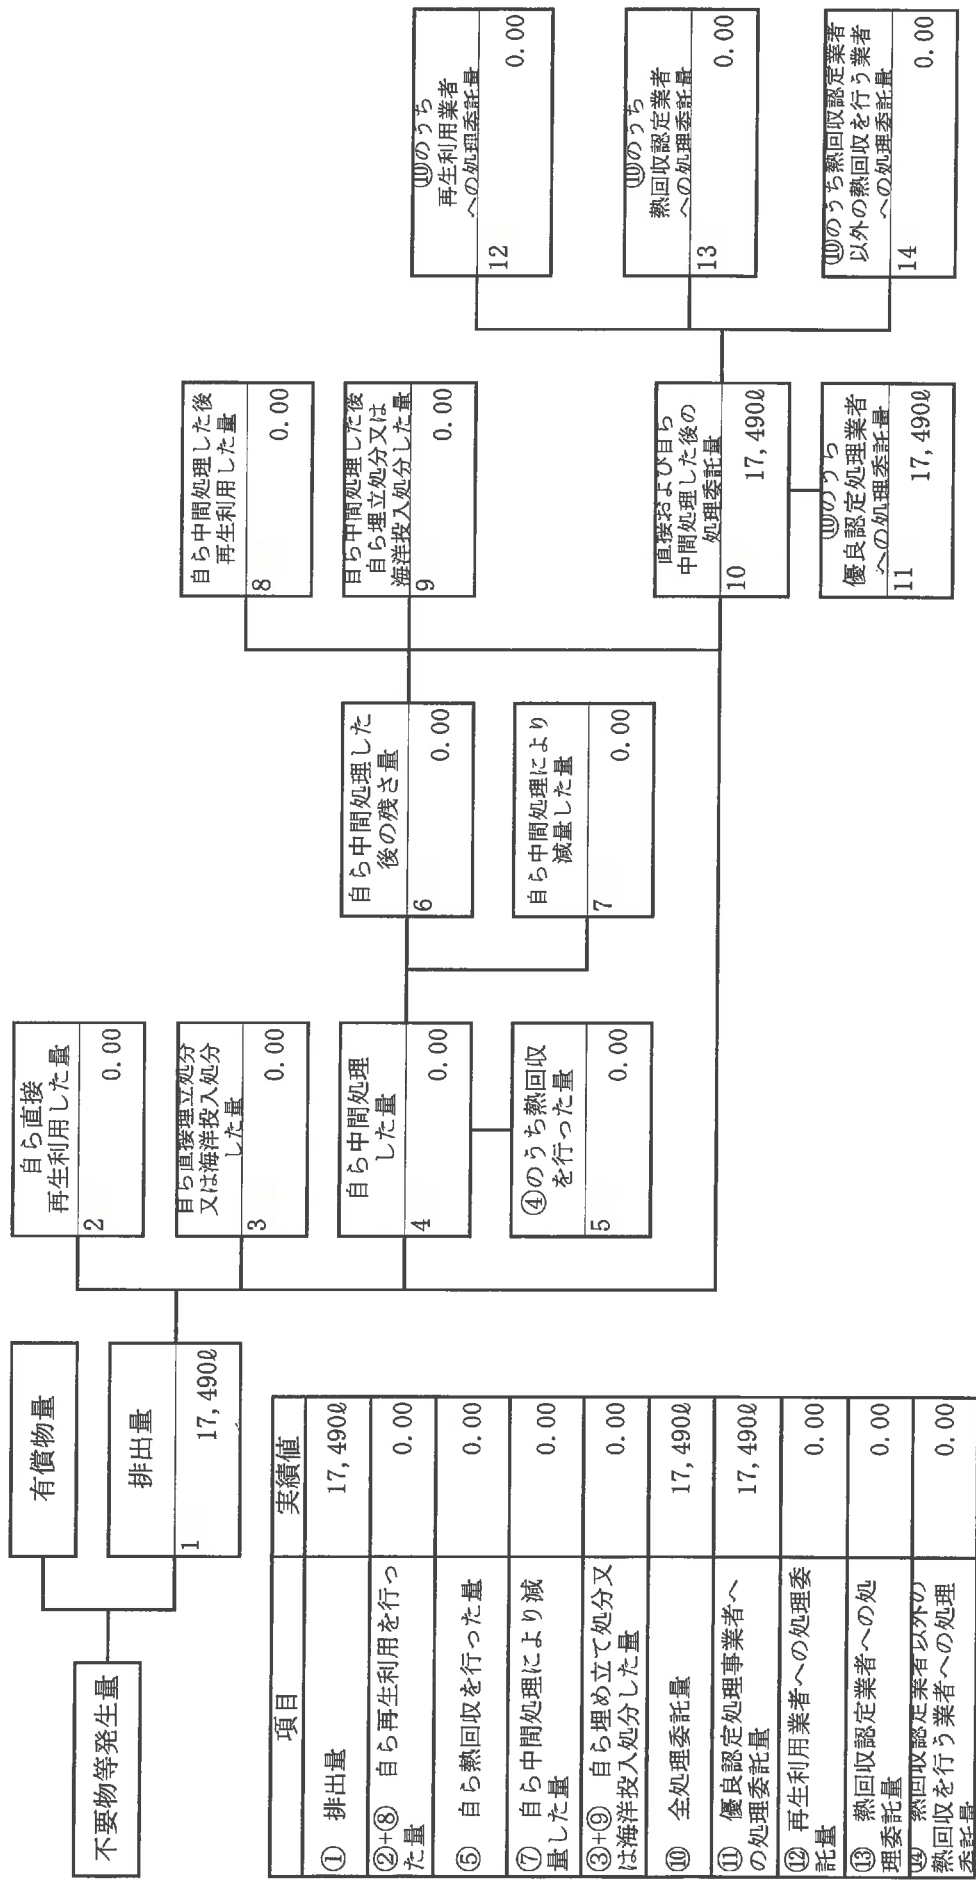 不要物等発生量
有償物量
排出量
1
17,490ℓ
自ら直接
再生利用した量
2
0.00
自ら直接埋立処分
又は海洋投入処分
した量
3
0.00
自ら中間処理
した量
4
0.00
④のうち熱回収
を行った量
5
0.00
自ら中間処理した
後の残さ量
6
0.00
自ら中間処理により
減量した量
7
0.00
自ら中間処理した後
再生利用した量
8
0.00
自ら中間処理した後
自ら埋立処分又は
海洋投入処分した量
9
0.00
直接および自ら
中間処理した後の
処理委託量
10
17,490ℓ
⑩のうち
優良認定処理業者
への処理委託量
11
17,490ℓ
⑩のうち
再生利用業者
への処理委託量
12
0.00
⑩のうち
熱回収認定業者
への処理委託量
13
0.00
⑩のうち熱回収認定業者
以外の熱回収を行う業者
への処理委託量
14
0.00
項目 実績値
① 排出量 17,490ℓ
②+⑧ 自ら再生利用を行っ
た量 0.00
⑤ 自ら熱回収を行った量 0.00
⑦ 自ら中間処理により減
量した量 0.00
③+⑨ 自ら埋め立て処分又
は海洋投入処分した量 0.00
⑩ 全処理委託量 17,490ℓ
⑪ 優良認定処理事業者へ
の処理委託量 17,490ℓ
⑫ 再生利用業者への処理委
託量 0.00
⑬ 熱回収認定業者への処
理委託量 0.00
⑭ 熱回収認定業者以外の
熱回収を行う業者への処理
委託量 0.00